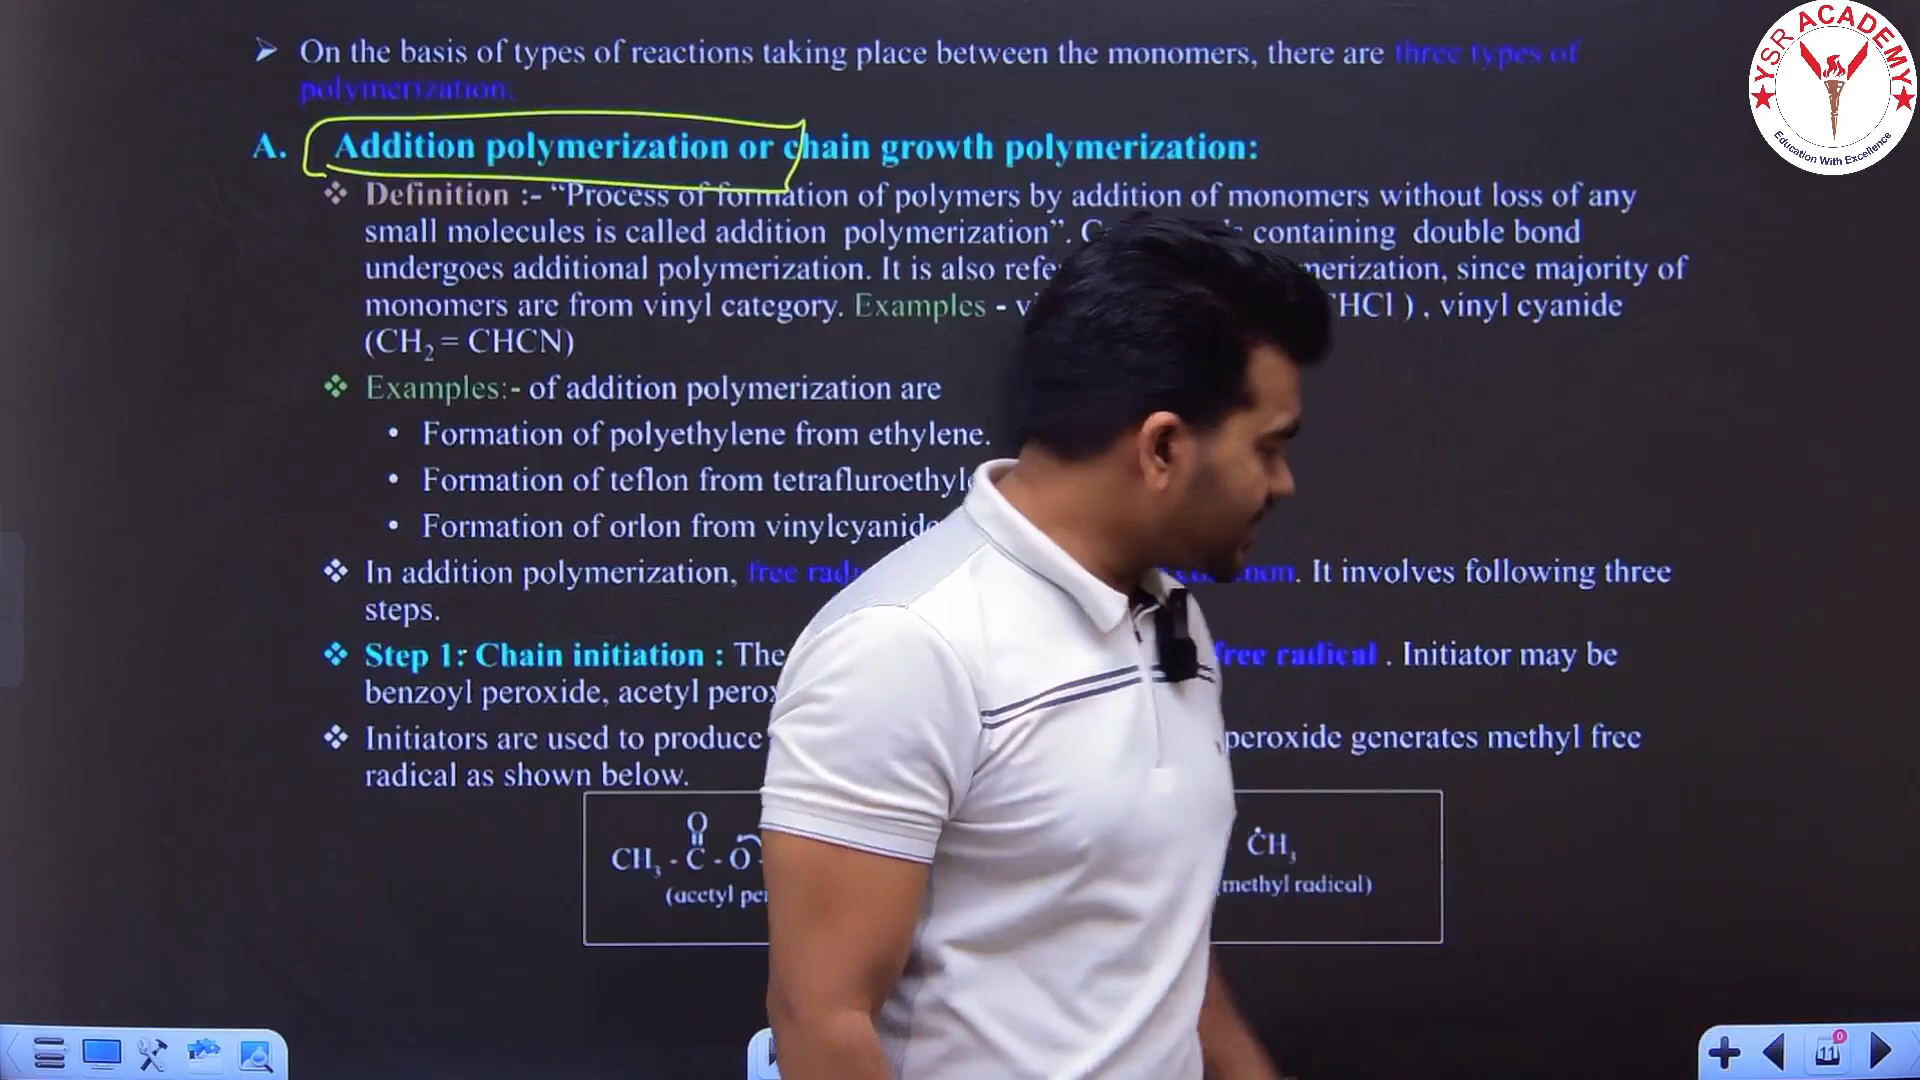 On the basis of types of reactions taking place between the monomers, there are three types of
polymerization.
A. Addition polymerization or chain growth polymerization:
Definition :- “Process of formation of polymers by addition of monomers without loss of any
small molecules is called addition polymerization”. containing double bond
undergoes additional polymerization. It is also since majority of
monomers are from vinyl category. Examples - , vinyl cyanide
(CH₂ = CHCN)
Examples:- of addition polymerization are
• Formation of polyethylene from ethylene.
• Formation of teflon from
• Formation of orlon from
In addition polymerization, free . It involves following three
steps.
Step 1: Chain initiation : The free radical . Initiator may be
benzoyl peroxide, acetyl
Initiators are used to produce peroxide generates methyl free
radical as shown below.
O
CH₃ - C - O ĊH₃
(acetyl (methyl radical)
YSR ACADEMY
Education With Excellence
11
0